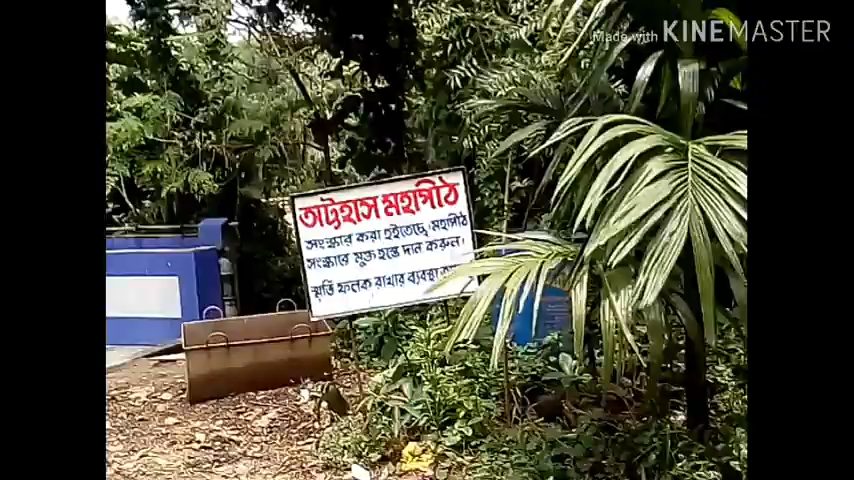 Made with KINEMASTER
অট্টহাস মহাপীঠ
সংস্কার করা হইতেছে, মহাপীঠ
সংস্কারে মুক্ত হস্তে দান করুন।
স্মৃতি ফলক রাখার ব্যবস্থা